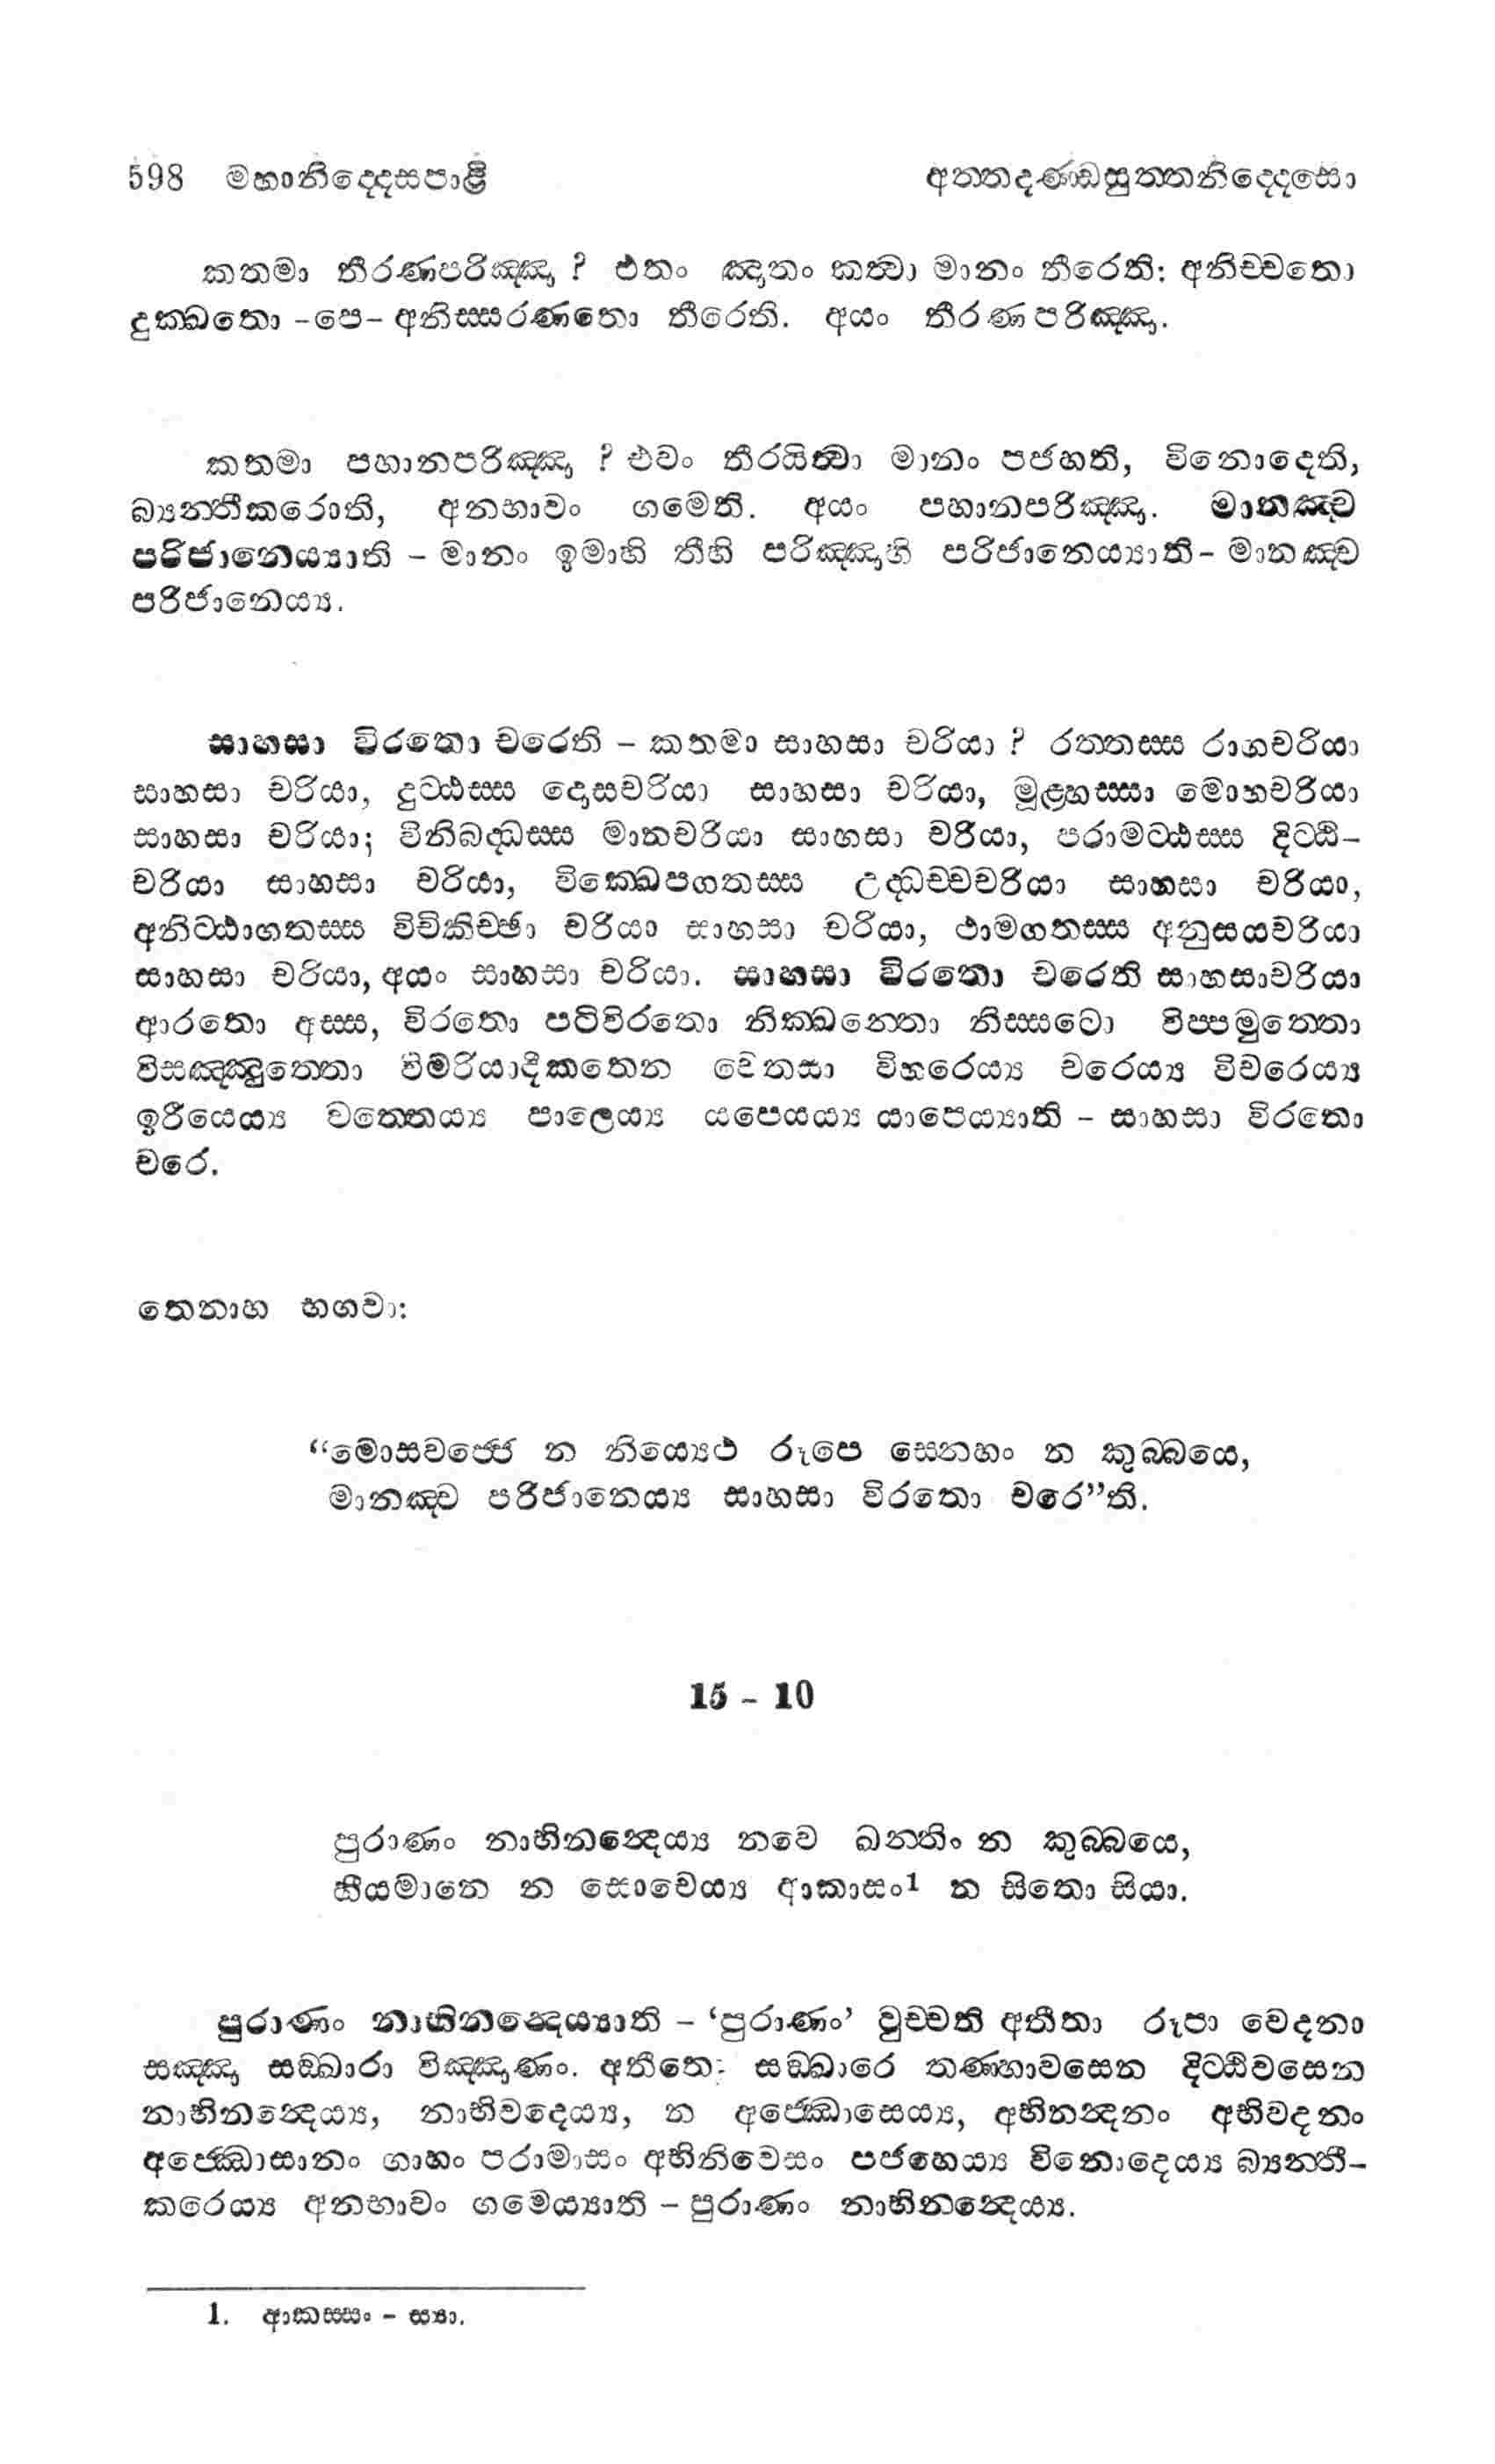 598 මහානිද්දෙසපාළි අත්තදණ්ඩසුත්තනිද්දෙසො
කතමා තීරණපරිඤ්ඤා ? එතං ඤාතං කත්වා මානං තීරෙති: අනිච්චතො
දුක්ඛතො -පෙ- අනිස්සරණතො තීරෙති. අයං තීරණපරිඤ්ඤා.
කතමා පහානපරිඤ්ඤා ? එවං තීරයිත්වා මානං පජහති, විනොදෙති,
බ්‍යන්තීකරොති, අනභාවං ගමෙති. අයං පහානපරිඤ්ඤා. මානඤ්ච
පරිජානෙය්‍යාති - මානං ඉමාහි තීහි පරිඤ්ඤාහි පරිජානෙය්‍යාති- මානඤ්ච
පරිජානෙය්‍ය.
සාහසා විරතො චරෙති - කතමා සාහසා චරියා ? රත්තස්ස රාගචරියා
සාහසා චරියා, දුට්ඨස්ස දොසචරියා සාහසා චරියා, මූළ්හස්සා මොහචරියා
සාහසා චරියා; විනිබද්ධස්ස මානචරියා සාහසා චරියා, පරාමට්ඨස්ස දිට්ඨි-
චරියා සාහසා චරියා, වික්ඛෙපගතස්ස උද්ධච්චචරියා සාහසා චරියා,
අනිට්ඨාගතස්ස විචිකිච්ඡා චරියා සාහසා චරියා, ථාමගතස්ස අනුසයචරියා
සාහසා චරියා, අයං සාහසා චරියා. සාහසා විරතො චරෙති සාහසාචරියා
ආරතො අස්ස, විරතො පටිවිරතො නික්ඛන්තො නිස්සටො විප්පමුත්තො
විසඤ්ඤුත්තො විමරියාදීකතෙන චෙතසා විහරෙය්‍ය චරෙය්‍ය විචරෙය්‍ය
ඉරීයෙය්‍ය වත්තෙය්‍ය පාලෙය්‍ය යපෙය්‍ය යාපෙය්‍යාති - සාහසා විරතො
චරෙ.
තෙනාහ භගවා:
“මොසවජ්ජෙ න නිය්‍යෙථ රූපෙ සෙනහං න කුබ්බයෙ,
මානඤ්ච පරිජානෙය්‍ය සාහසා විරතො චරෙ”ති.
15 - 10
පුරාණං නාභිනන්දෙය්‍ය නවෙ ඛන්තිං න කුබ්බයෙ,
හීයමානෙ න සොචෙය්‍ය ආකාසං1 න සිතො සියා.
පුරාණං නාභිනන්දෙය්‍යාති - ‘පුරාණං’ වුච්චති අතීතා රූපා වෙදනා
සඤ්ඤා සඞ්ඛාරා විඤ්ඤාණං. අතීතෙ: සඞ්ඛාරෙ තණ්හාවසෙන දිට්ඨිවසෙන
නාභිනන්දෙය්‍ය, නාභිවදෙය්‍ය, න අජ්ඣොසෙය්‍ය, අභිනන්දනං අභිවදනං
අජ්ඣොසානං ගාහං පරාමාසං අභිනිවෙසං පජහෙය්‍ය විනොදෙය්‍ය බ්‍යන්තී-
කරෙය්‍ය අනභාවං ගමෙය්‍යාති - පුරාණං නාභිනන්දෙය්‍ය.
1. ආකස්සං - ස්‍යා.